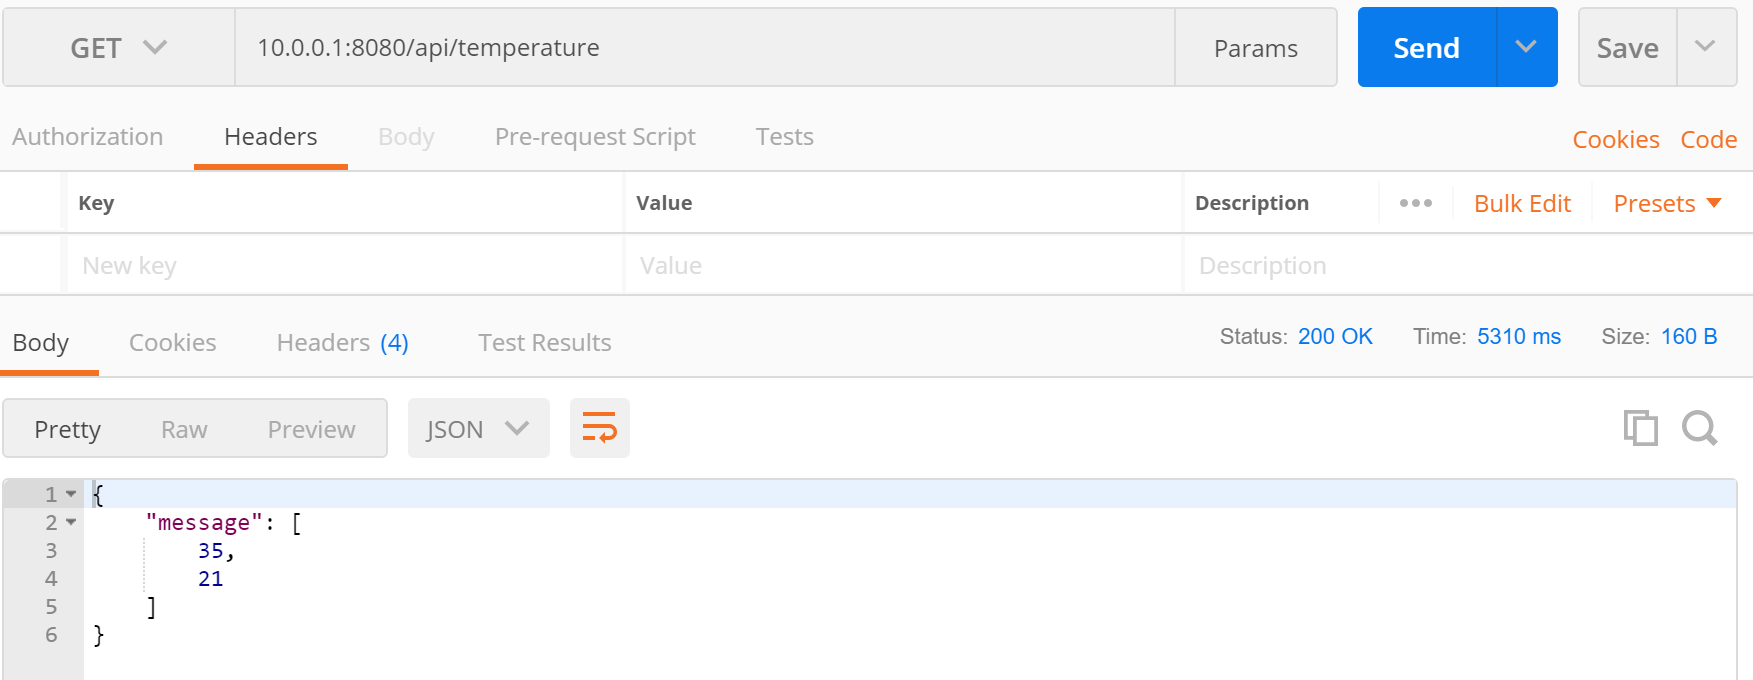 GET 10.0.0.1:8080/api/temperature Params Send Save
Authorization Headers Body Pre-request Script Tests Cookies Code
Key Value Description ••• Bulk Edit Presets
New key Value Description
Body Cookies Headers (4) Test Results Status: 200 OK Time: 5310 ms Size: 160 B
Pretty Raw Preview JSON
1 {
2 "message": [
3 35,
4 21
5 ]
6 }